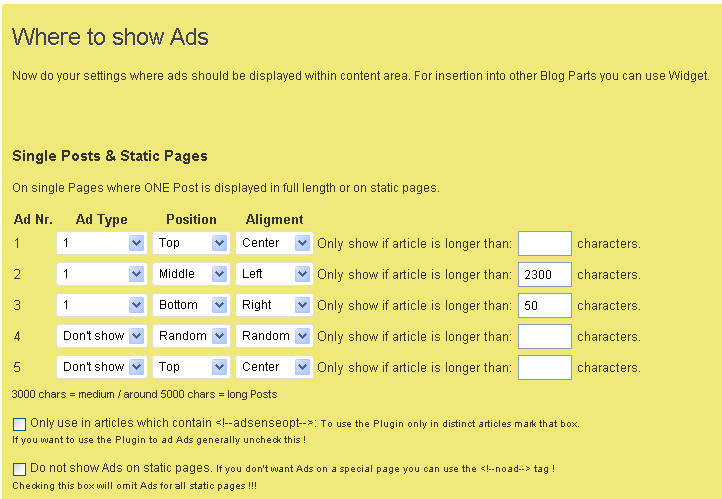 Where to show Ads
Now do your settings where ads should be displayed within content area. For insertion into other Blog Parts you can use Widget.
Single Posts & Static Pages
On single Pages where ONE Post is displayed in full length or on static pages.
Ad Nr. Ad Type Position Aligment
1 1 Top Center Only show if article is longer than: characters.
2 1 Middle Left Only show if article is longer than: 2300 characters.
3 1 Bottom Right Only show if article is longer than: 50 characters.
4 Don't show Random Random Only show if article is longer than: characters.
5 Don't show Top Center Only show if article is longer than: characters.
3000 chars = medium / around 5000 chars = long Posts
Only use in articles which contain <!--adsenseopt-->: To use the Plugin only in distinct articles mark that box.
If you want to use the Plugin to ad Ads generally uncheck this !
Do not show Ads on static pages. If you don't want Ads on a special page you can use the <!--noad--> tag !
Checking this box will omit Ads for all static pages !!!